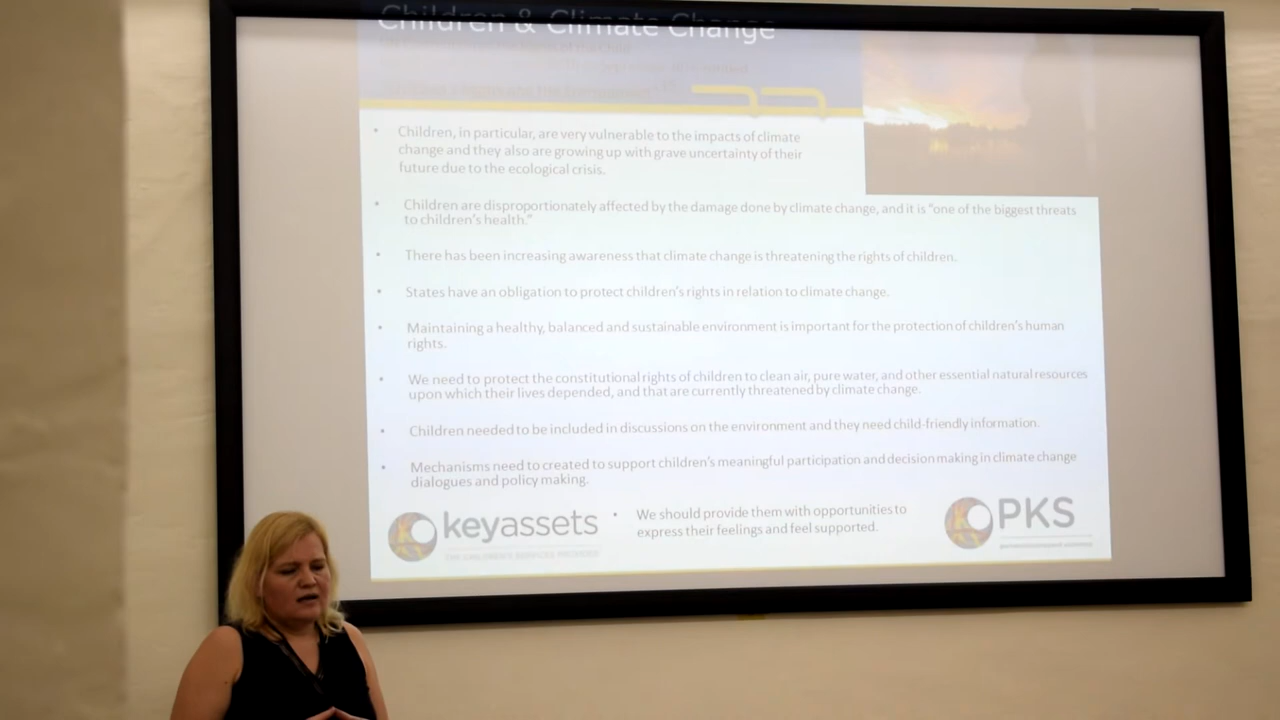 Children & Climate Change
• Children, in particular, are very vulnerable to the impacts of climate
change and they also are growing up with grave uncertainty of their
future due to the ecological crisis.
• Children are disproportionately affected by the damage done by climate change, and it is “one of the biggest threats
to children’s health.”
• There has been increasing awareness that climate change is threatening the rights of children.
• States have an obligation to protect children’s rights in relation to climate change.
• Maintaining a healthy, balanced and sustainable environment is important for the protection of children’s human
rights.
• We need to protect the constitutional rights of children to clean air, pure water, and other essential natural resources
upon which their lives depended, and that are currently threatened by climate change.
• Children needed to be included in discussions on the environment and they need child-friendly information.
• Mechanisms need to created to support children’s meaningful participation and decision making in climate change
dialogues and policy making.
• We should provide them with opportunities to
express their feelings and feel supported.
keyassets
THE CHILDREN'S SERVICES PROVIDER
PKS